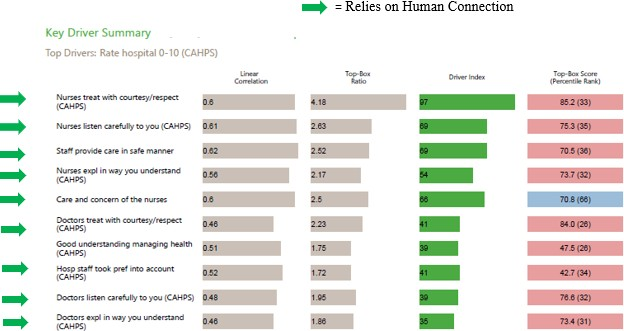 = Relies on Human Connection
Key Driver Summary
Top Drivers: Rate hospital 0-10 (CAHPS)
Linear Correlation Top-Box Ratio Driver Index Top-Box Score (Percentile Rank)
Nurses treat with courtesy/respect (CAHPS) 0.6 4.18 97 85.2 (33)
Nurses listen carefully to you (CAHPS) 0.61 2.63 69 75.3 (35)
Staff provide care in safe manner (CAHPS) 0.62 2.52 69 70.5 (36)
Nurses expl in way you understand (CAHPS) 0.56 2.17 54 73.7 (32)
Care and concern of the nurses 0.6 2.5 66 70.8 (66)
Doctors treat with courtesy/respect (CAHPS) 0.46 2.23 41 84.0 (26)
Good understanding managing health (CAHPS) 0.51 1.75 39 47.5 (26)
Hosp staff took pref into account (CAHPS) 0.52 1.72 41 42.7 (34)
Doctors listen carefully to you (CAHPS) 0.48 1.95 39 76.6 (32)
Doctors expl in way you understand (CAHPS) 0.46 1.86 35 73.4 (31)